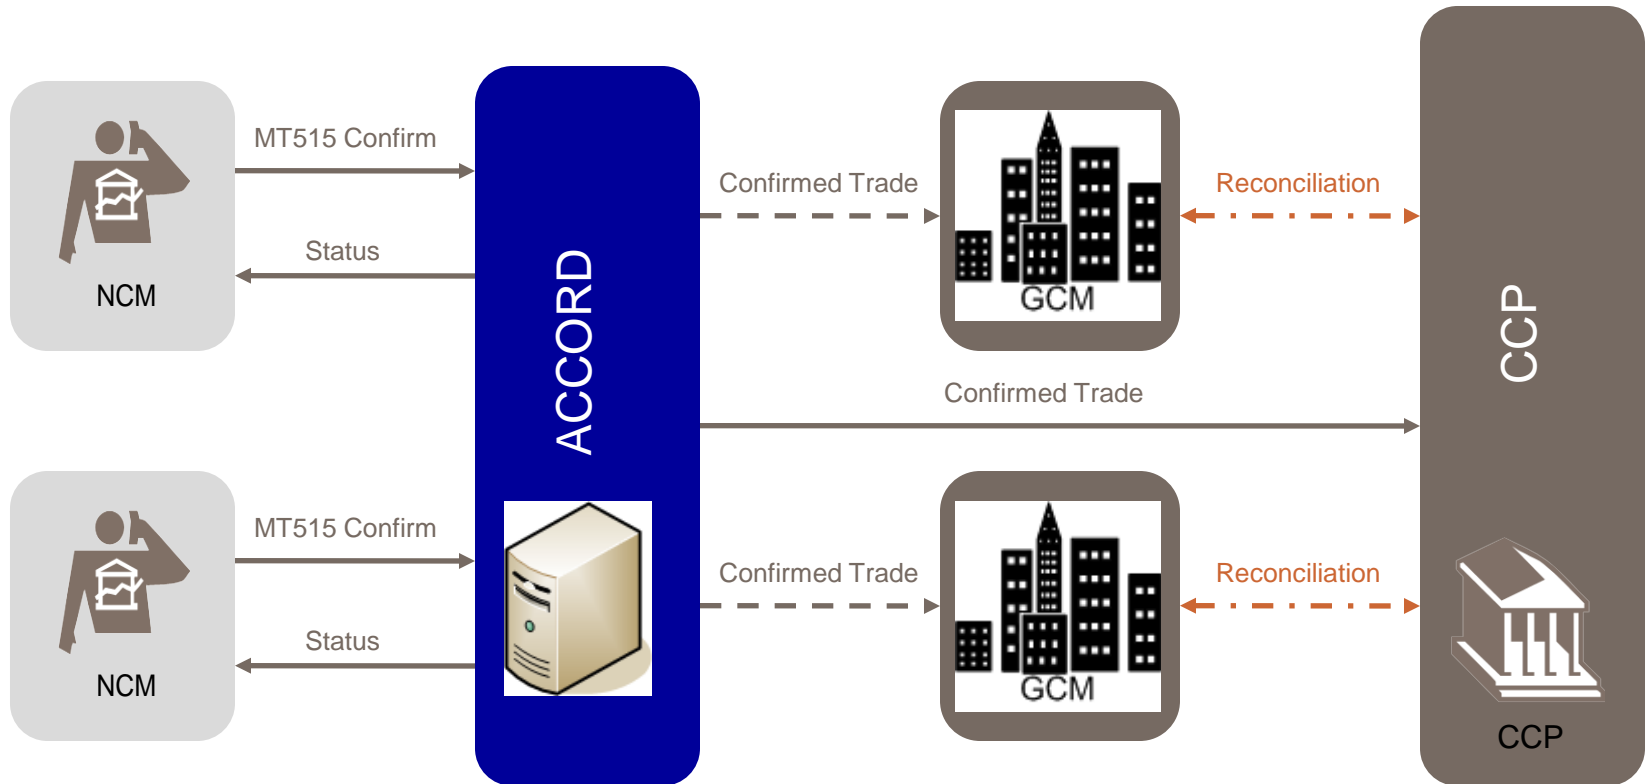 MT515 Confirm
Status
NCM
ACCORD
Confirmed Trade
GCM
Reconciliation
CCP
Confirmed Trade
MT515 Confirm
Status
NCM
Confirmed Trade
GCM
Reconciliation
CCP